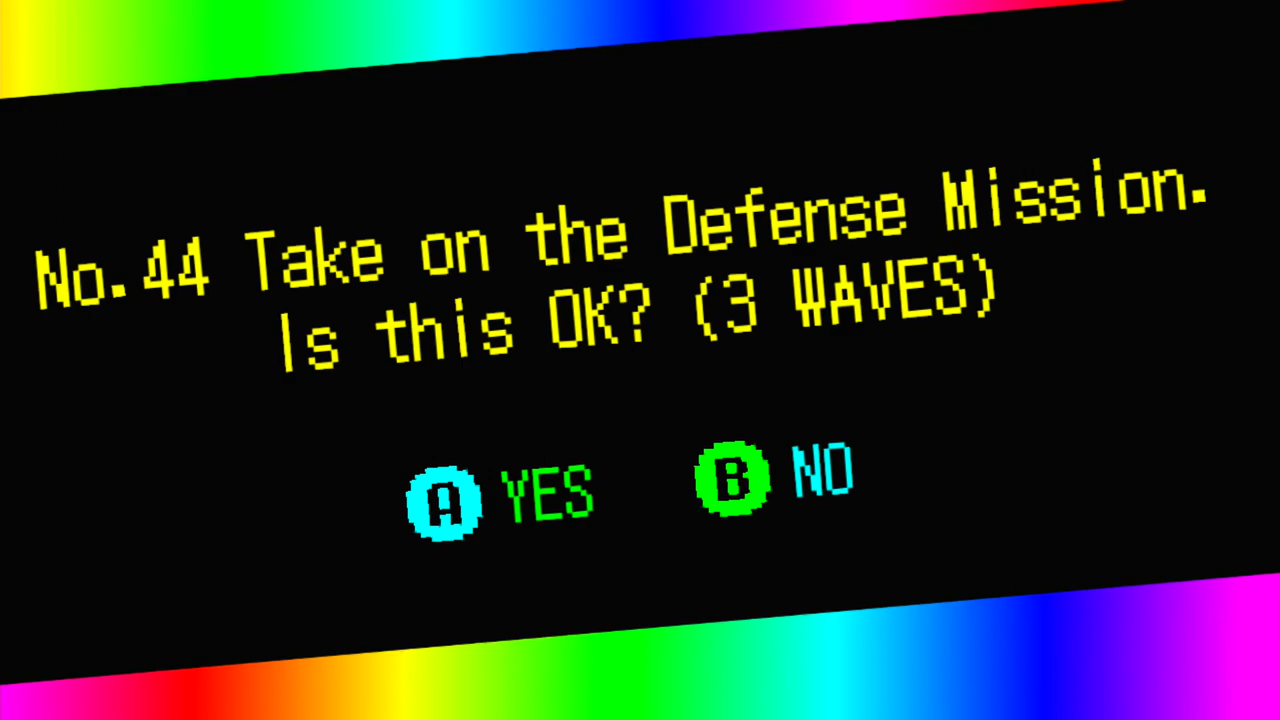 No.44 Take on the Defense Mission.
Is this OK? (3 WAVES)
A YES B NO